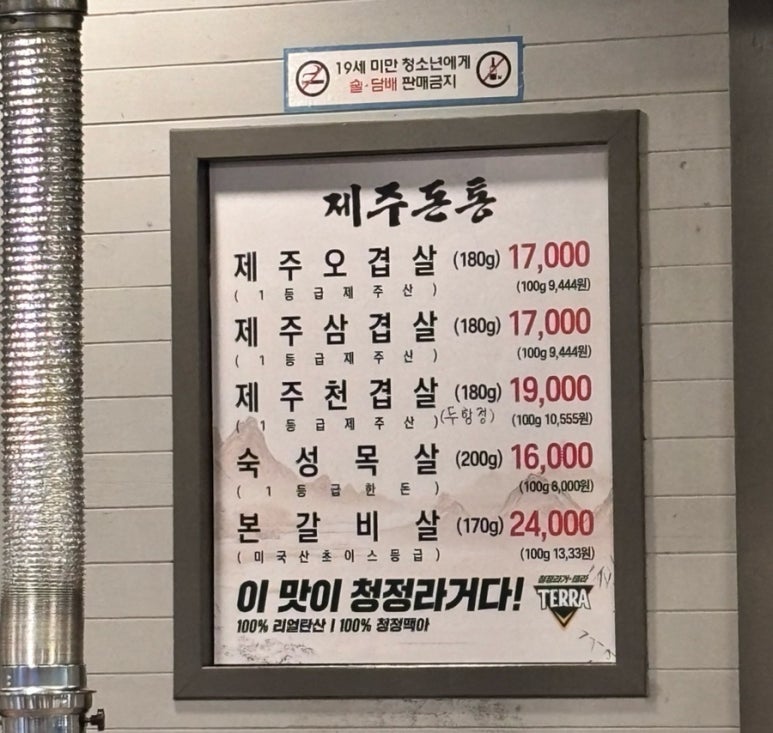 19세 미만 청소년에게
술·담배 판매금지
제주돈통
제주오겹살 (180g) 17,000
(1등급제주산) (100g 9,444원)
제주삼겹살 (180g) 17,000
(1등급제주산) (100g 9,444원)
제주천겹살 (180g) 19,000
(1등급제주산) (두항정) (100g 10,555원)
숙성목살 (200g) 16,000
(1등급한돈) (100g 8,000원)
본갈비살 (170g) 24,000
(미국산초이스등급) (100g 13,33원)
이 맛이 청정라거다!
100% 리얼탄산 | 100% 청정맥아
청정라거-테라
TERRA